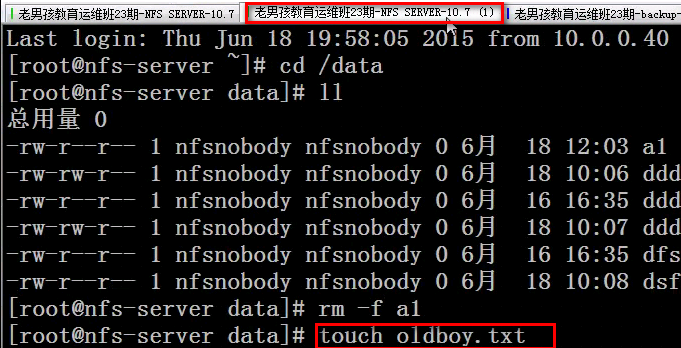 老男孩教育运维班23期-NFS SERVER-10.7
老男孩教育运维班23期-NFS SERVER-10.7 (1)
老男孩教育运维班23期-backup-
Last login: Thu Jun 18 19:58:05 2015 from 10.0.0.40
[root@nfs-server ~]# cd /data
[root@nfs-server data]# ll
总用量 0
-rw-r--r-- 1 nfsnobody nfsnobody 0 6月 18 12:03 a1
-rw-rw-r-- 1 nfsnobody nfsnobody 0 6月 18 10:06 ddd
-rw-r--r-- 1 nfsnobody nfsnobody 0 6月 16 16:35 ddd
-rw-rw-r-- 1 nfsnobody nfsnobody 0 6月 18 10:07 ddd
-rw-r--r-- 1 nfsnobody nfsnobody 0 6月 16 16:35 dfs
-rw-r--r-- 1 nfsnobody nfsnobody 0 6月 18 10:08 dsf
[root@nfs-server data]# rm -f a1
[root@nfs-server data]# touch oldboy.txt